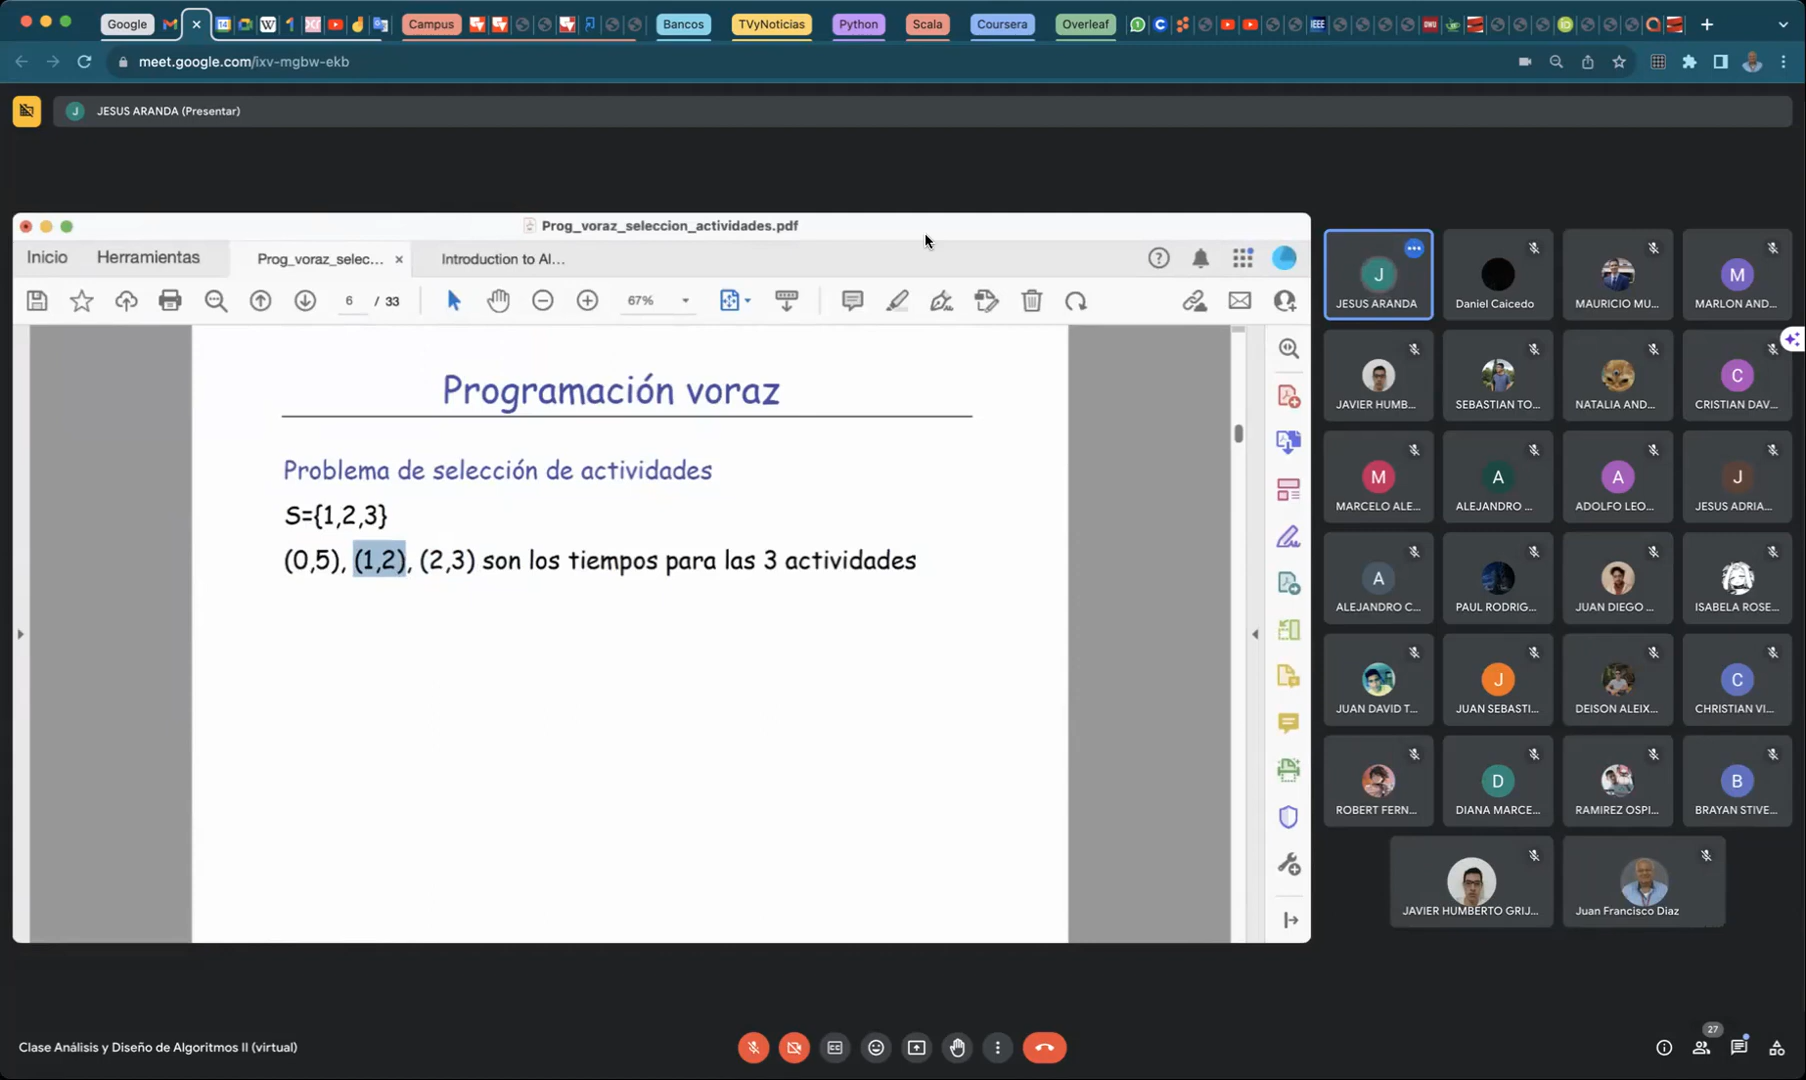 Google
Campus
Bancos
TVyNoticias
Python
Scala
Coursera
Overleaf
meet.google.com/ixv-mgbw-ekb
J
JESUS ARANDA (Presentar)
Prog_voraz_seleccion_actividades.pdf
Inicio
Herramientas
Prog_voraz_selec...
Introduction to Al...
6 / 33
67%
Programación voraz
Problema de selección de actividades
S={1,2,3}
(0,5), (1,2), (2,3) son los tiempos para las 3 actividades
J
JESUS ARANDA
Daniel Caicedo
MAURICIO MU...
M
MARLON AND...
JAVIER HUMB...
SEBASTIAN TO...
NATALIA AND...
C
CRISTIAN DAV...
M
MARCELO ALE...
A
ALEJANDRO ...
A
ADOLFO LEO...
J
JESUS ADRIA...
A
ALEJANDRO C...
PAUL RODRIG...
JUAN DIEGO ...
ISABELA ROSE...
JUAN DAVID T...
J
JUAN SEBASTI...
DEISON ALEIX...
C
CHRISTIAN VI...
ROBERT FERN...
D
DIANA MARCE...
RAMIREZ OSPI...
B
BRAYAN STIVE...
JAVIER HUMBERTO GRIJ...
Juan Francisco Diaz
Clase Análisis y Diseño de Algoritmos II (virtual)
27